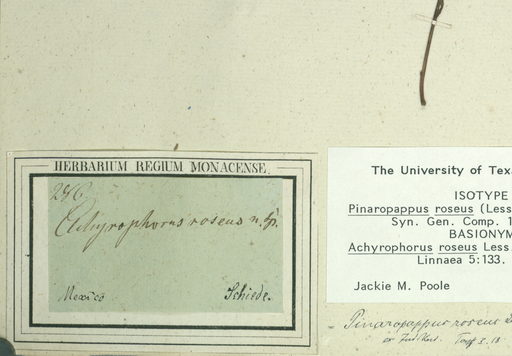 HERBARIUM REGIUM MONACENSE.
286.
Achyrophorus roseus n. sp.
Mexico
Schiede.
The University of Tex
ISOTYPE
Pinaropappus roseus (Less
Syn. Gen. Comp. 1
BASIONYM
Achyrophorus roseus Less.
Linnaea 5:133.
Jackie M. Poole
Pinaropappus roseus